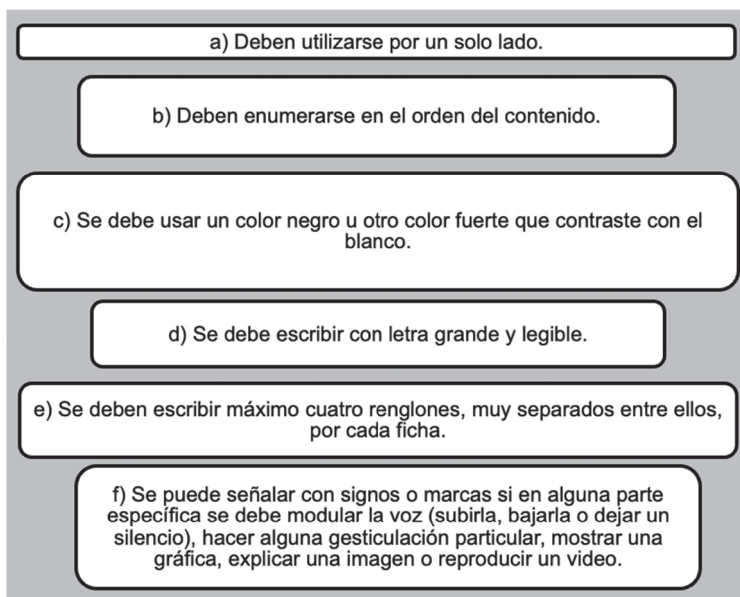 a) Deben utilizarse por un solo lado.
b) Deben enumerarse en el orden del contenido.
c) Se debe usar un color negro u otro color fuerte que contraste con el
blanco.
d) Se debe escribir con letra grande y legible.
e) Se deben escribir máximo cuatro renglones, muy separados entre ellos,
por cada ficha.
f) Se puede señalar con signos o marcas si en alguna parte
específica se debe modular la voz (subirla, bajarla o dejar un
silencio), hacer alguna gesticulación particular, mostrar una
gráfica, explicar una imagen o reproducir un video.